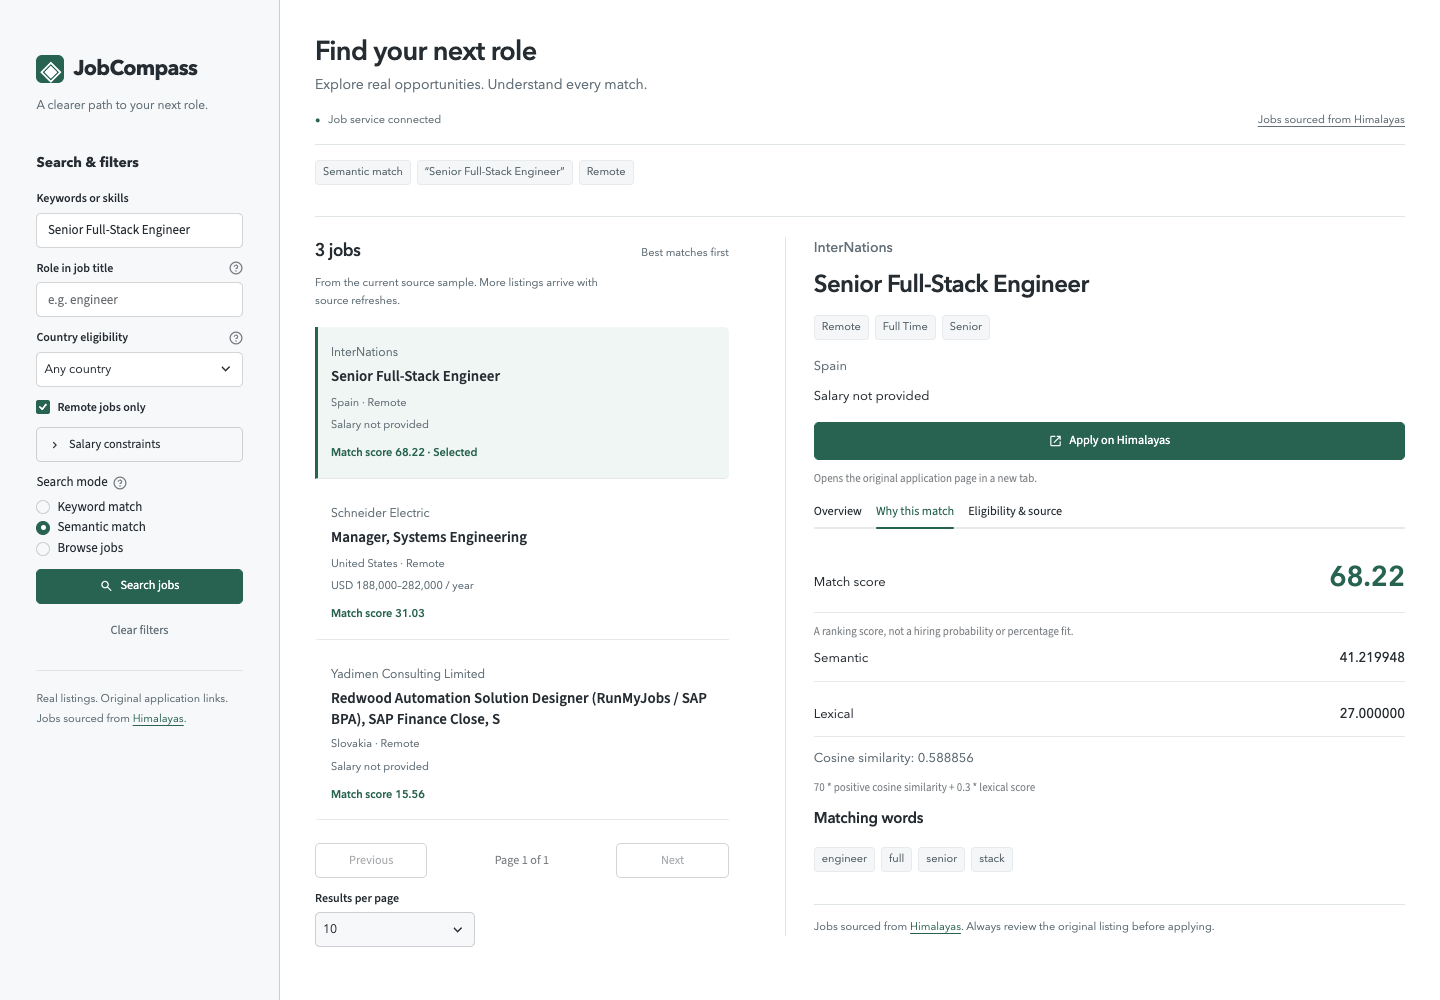 JobCompass
A clearer path to your next role.
Search & filters
Keywords or skills
Senior Full-Stack Engineer
Role in job title
e.g. engineer
Country eligibility
Any country
Remote jobs only
Salary constraints
Search mode
Keyword match
Semantic match
Browse jobs
Search jobs
Clear filters
Real listings. Original application links.
Jobs sourced from Himalayas.
Find your next role
Explore real opportunities. Understand every match.
Job service connected
Jobs sourced from Himalayas
Semantic match
“Senior Full-Stack Engineer”
Remote
3 jobs
Best matches first
From the current source sample. More listings arrive with
source refreshes.
InterNations
Senior Full-Stack Engineer
Spain · Remote
Salary not provided
Match score 68.22 · Selected
Schneider Electric
Manager, Systems Engineering
United States · Remote
USD 188,000–282,000 / year
Match score 31.03
Yadimen Consulting Limited
Redwood Automation Solution Designer (RunMyJobs / SAP
BPA), SAP Finance Close, S
Slovakia · Remote
Salary not provided
Match score 15.56
Previous
Page 1 of 1
Next
Results per page
10
InterNations
Senior Full-Stack Engineer
Remote
Full Time
Senior
Spain
Salary not provided
Apply on Himalayas
Opens the original application page in a new tab.
Overview
Why this match
Eligibility & source
Match score
68.22
A ranking score, not a hiring probability or percentage fit.
Semantic
41.219948
Lexical
27.000000
Cosine similarity: 0.588856
70 * positive cosine similarity + 0.3 * lexical score
Matching words
engineer
full
senior
stack
Jobs sourced from Himalayas. Always review the original listing before applying.